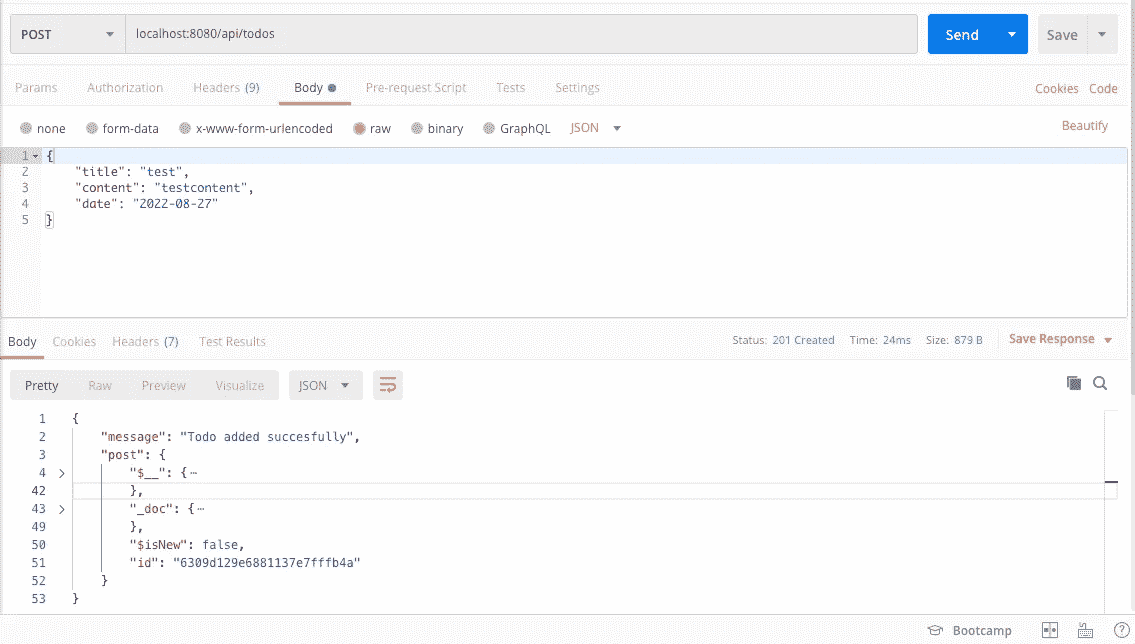 POST localhost:8080/api/todos Send Save
Params Authorization Headers (9) Body Pre-request Script Tests Settings Cookies Code
none form-data x-www-form-urlencoded raw binary GraphQL JSON Beautify
1 {
2 "title": "test",
3 "content": "testcontent",
4 "date": "2022-08-27"
5 }
Body Cookies Headers (7) Test Results Status: 201 Created Time: 24ms Size: 879 B Save Response
Pretty Raw Preview Visualize JSON
1 {
2 "message": "Todo added succesfully",
3 "post": {
4 "$__": { ⋯
42 },
43 "_doc": { ⋯
49 },
50 "$isNew": false,
51 "id": "6309d129e6881137e7fffb4a"
52 }
53 }
Bootcamp ?